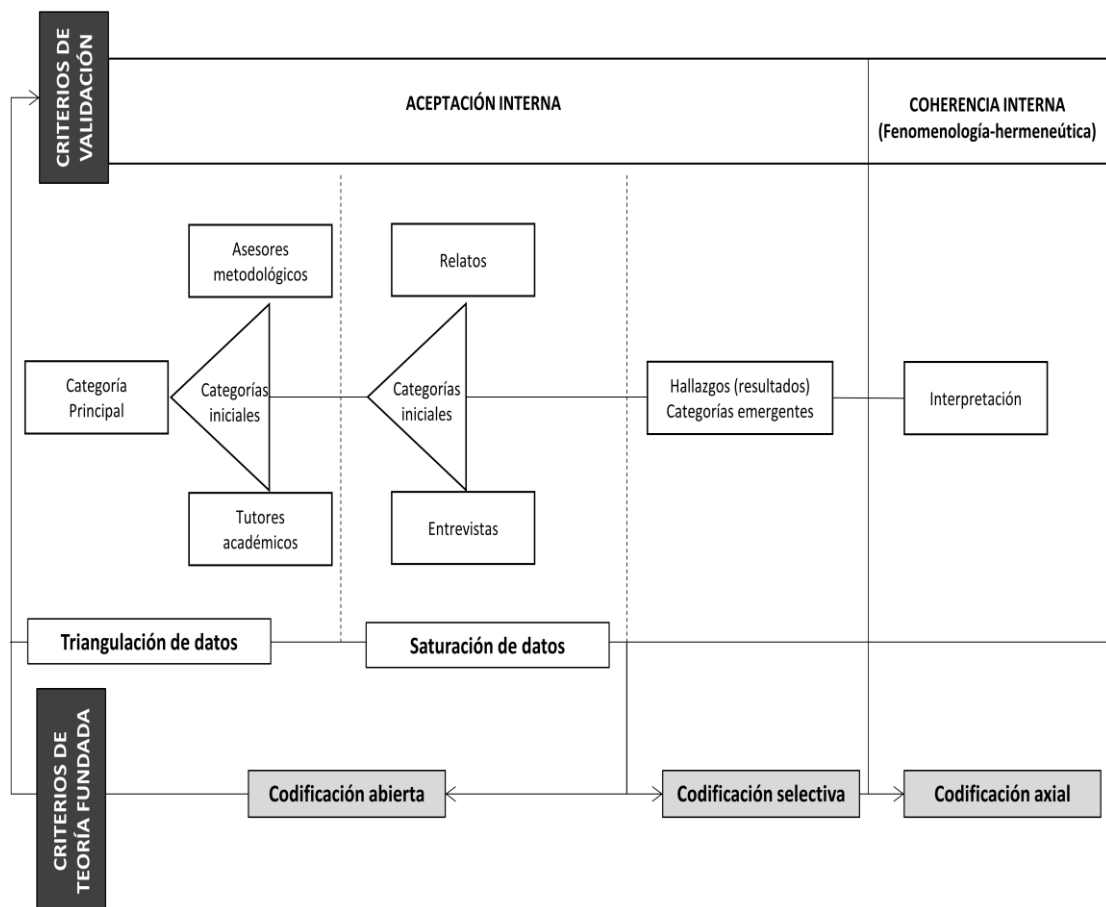 CRITERIOS DE
VALIDACIÓN
ACEPTACIÓN INTERNA
COHERENCIA INTERNA
(Fenomenología-hermeneútica)
Asesores
metodológicos
Relatos
Categoría
Principal
Categorías
iniciales
Categorías
iniciales
Hallazgos (resultados)
Categorías emergentes
Interpretación
Tutores
académicos
Entrevistas
Triangulación de datos
Saturación de datos
CRITERIOS DE
TEORÍA FUNDADA
Codificación abierta
Codificación selectiva
Codificación axial